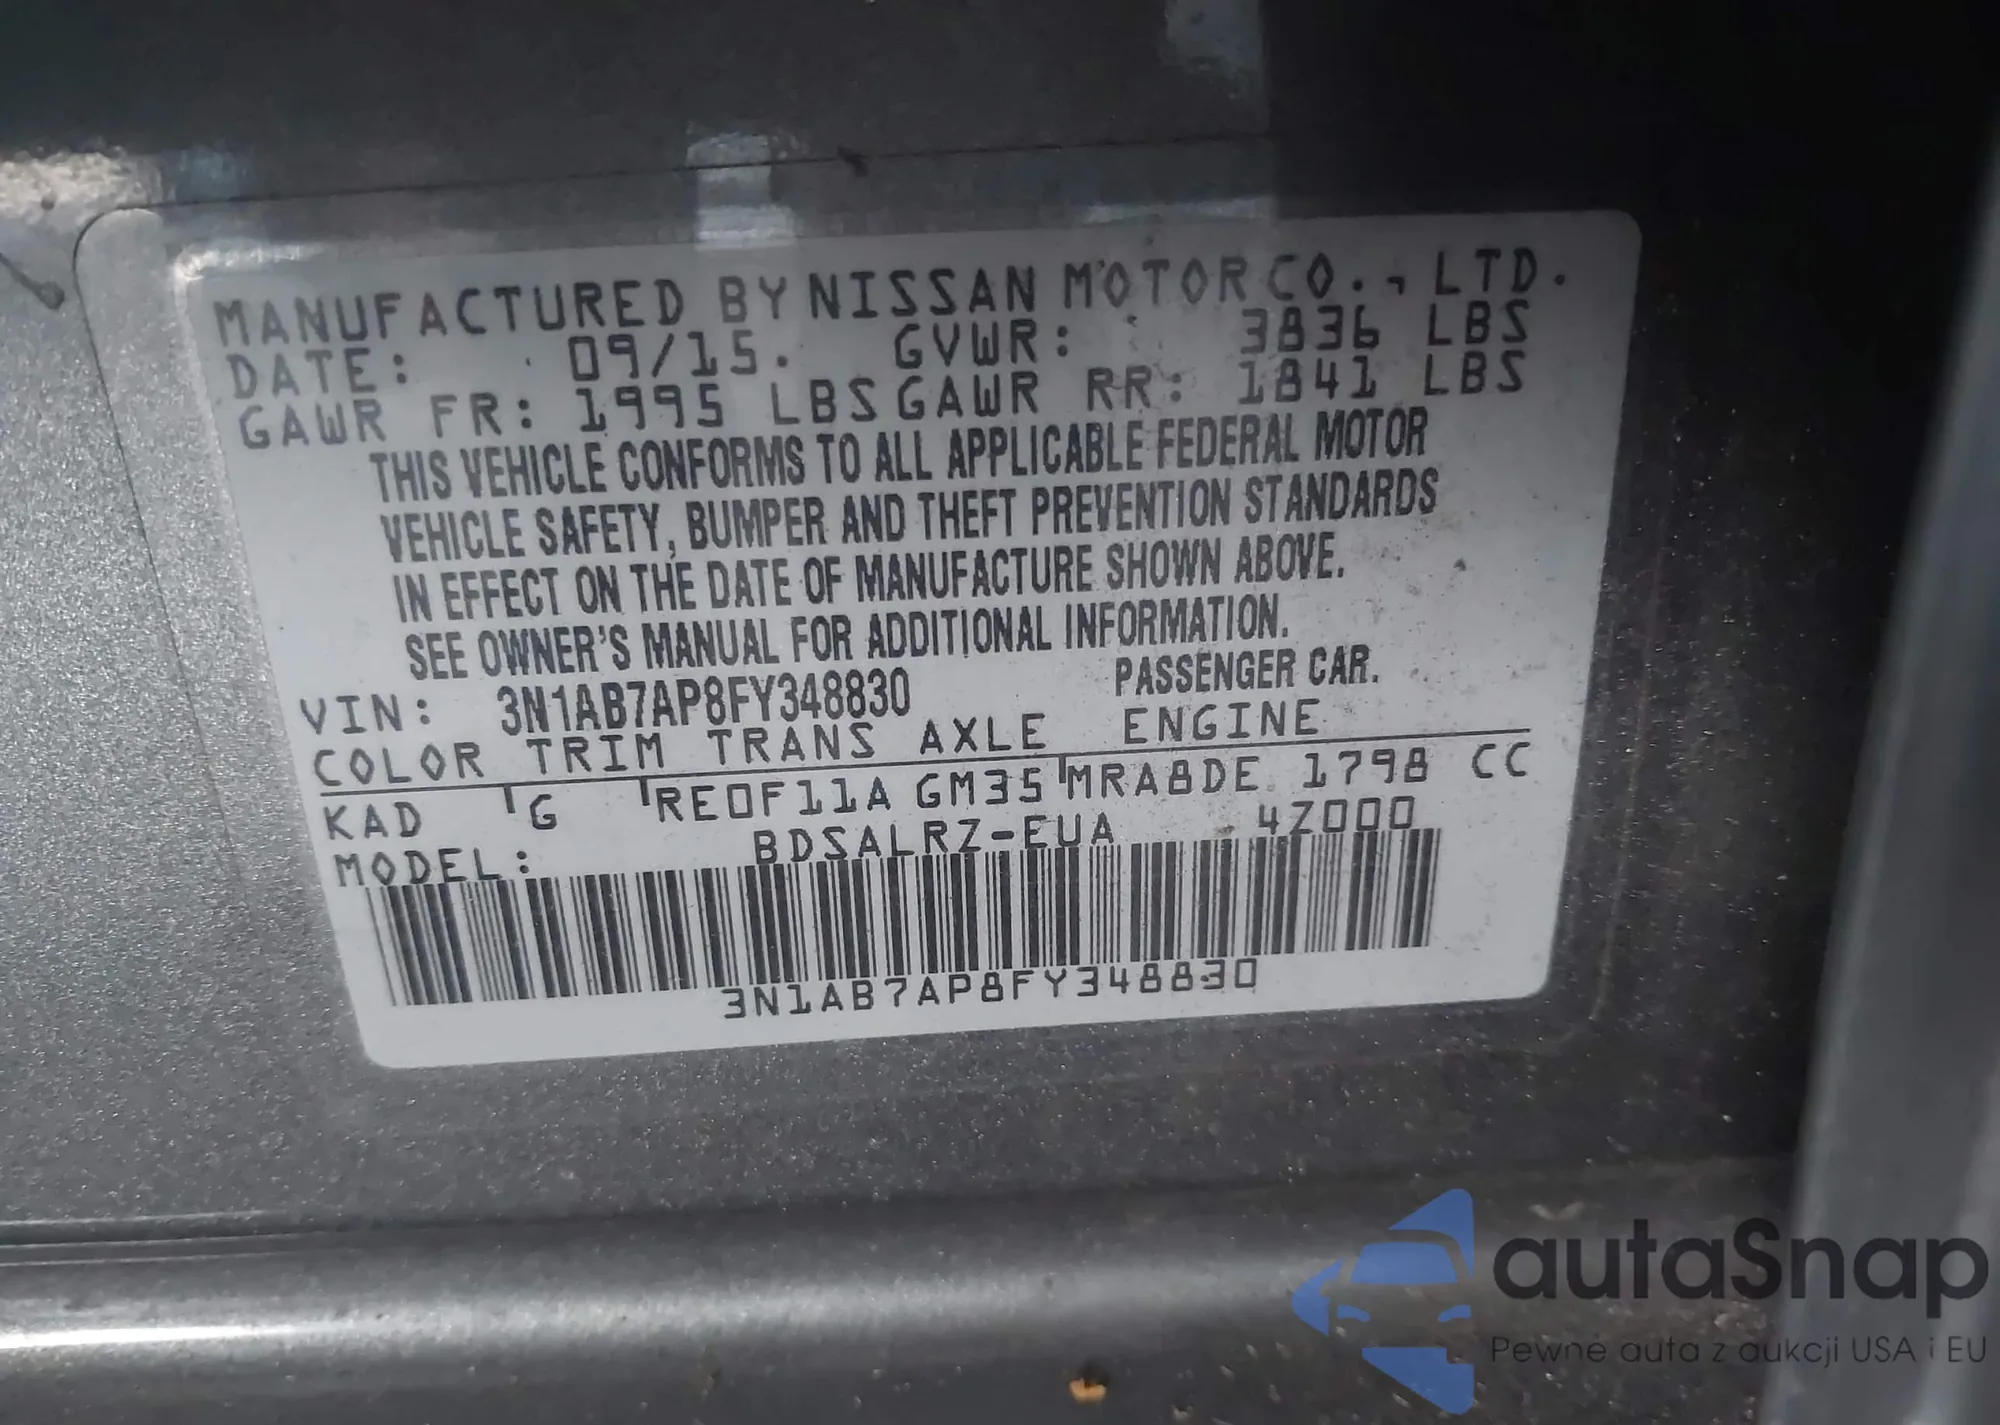 MANUFACTURED BY NISSAN MOTOR CO., LTD.
DATE: 09/15. GVWR: 3836 LBS
GAWR FR: 1995 LBS GAWR RR: 1841 LBS
THIS VEHICLE CONFORMS TO ALL APPLICABLE FEDERAL MOTOR
VEHICLE SAFETY, BUMPER AND THEFT PREVENTION STANDARDS
IN EFFECT ON THE DATE OF MANUFACTURE SHOWN ABOVE.
SEE OWNER'S MANUAL FOR ADDITIONAL INFORMATION.
VIN: 3N1AB7AP8FY348830 PASSENGER CAR.
COLOR TRIM TRANS AXLE ENGINE
KAD G RE0F11A GM35 MRA8DE 1798 CC
MODEL: BDSALRZ-EUA 4Z000
3N1AB7AP8FY348830
autaSnap
Pewne auta z aukcji USA i EU